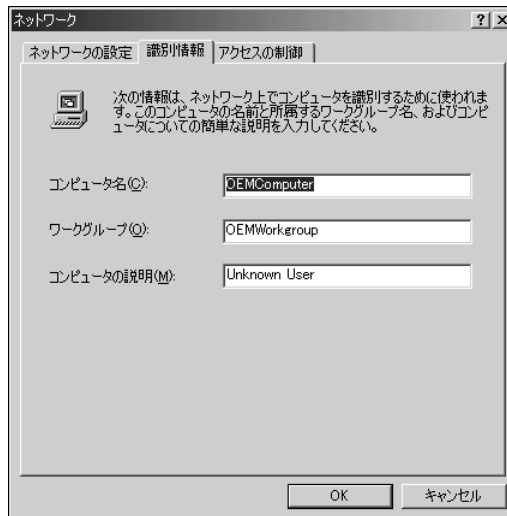 ネットワーク
ネットワークの設定 識別情報 アクセスの制御
次の情報は、ネットワーク上でコンピュータを識別するために使われま
す。このコンピュータの名前と所属するワークグループ名、およびコンピ
ュータについての簡単な説明を入力してください。
コンピュータ名(C): OEMComputer
ワークグループ(O): OEMWorkgroup
コンピュータの説明(M): Unknown User
OK キャンセル